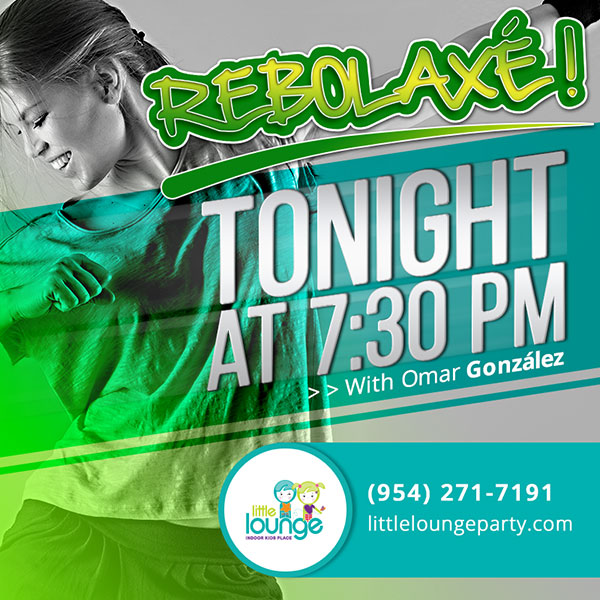 REBOLAXÉ!
TONIGHT
AT 7:30 PM
> > With Omar González
little
lounge
INDOOR KIDS PLACE
(954) 271-7191
littleloungeparty.com